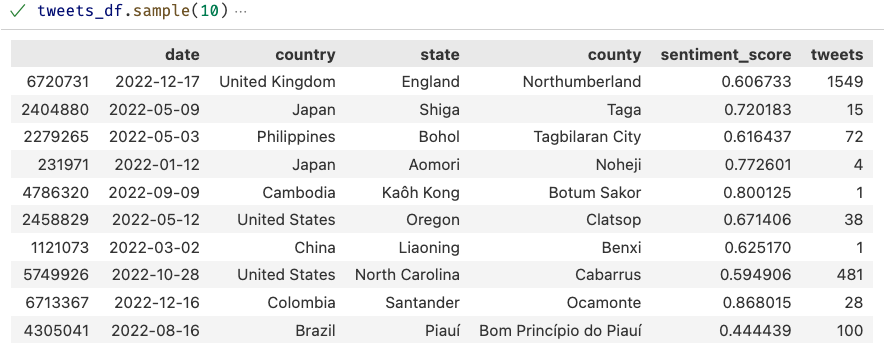 ✓ tweets_df.sample(10) ...
date country state county sentiment_score tweets
6720731 2022-12-17 United Kingdom England Northumberland 0.606733 1549
2404880 2022-05-09 Japan Shiga Taga 0.720183 15
2279265 2022-05-03 Philippines Bohol Tagbilaran City 0.616437 72
231971 2022-01-12 Japan Aomori Noheji 0.772601 4
4786320 2022-09-09 Cambodia Kaôh Kong Botum Sakor 0.800125 1
2458829 2022-05-12 United States Oregon Clatsop 0.671406 38
1121073 2022-03-02 China Liaoning Benxi 0.625170 1
5749926 2022-10-28 United States North Carolina Cabarrus 0.594906 481
6713367 2022-12-16 Colombia Santander Ocamonte 0.868015 28
4305041 2022-08-16 Brazil Piauí Bom Princípio do Piauí 0.444439 100